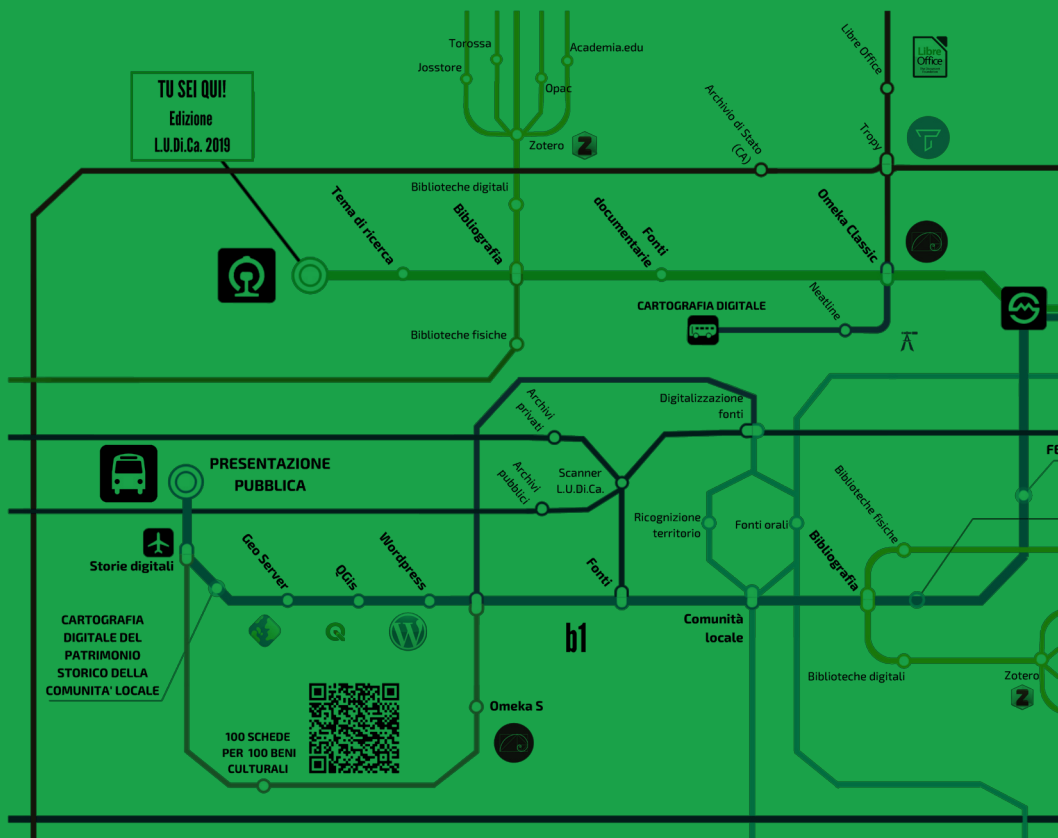 Torossa
Academia.edu
Josstore
Opac
Zotero
Z
Libre Office
Libre
Office
Archivio di Stato
(CA)
Tropy
TU SEI QUI!
Edizione
L.U.Di.Ca. 2019
Biblioteche digitali
Tema di ricerca
Bibliografia
Fonti
documentarie
Omeka Classic
CARTOGRAFIA DIGITALE
Neatline
Biblioteche fisiche
Archivi
privati
Digitalizzazione
fonti
PRESENTAZIONE
PUBBLICA
Archivi
pubblici
Scanner
L.U.Di.Ca.
FE
Biblioteche fisiche
Ricognizione
territorio
Fonti orali
Storie digitali
Geo Server
QGis
Wordpress
Fonti
Bibliografia
Comunità
locale
CARTOGRAFIA
DIGITALE DEL
PATRIMONIO
STORICO DELLA
COMUNITA' LOCALE
Q
W
b1
Biblioteche digitali
Zotero
Z
Omeka S
100 SCHEDE
PER 100 BENI
CULTURALI